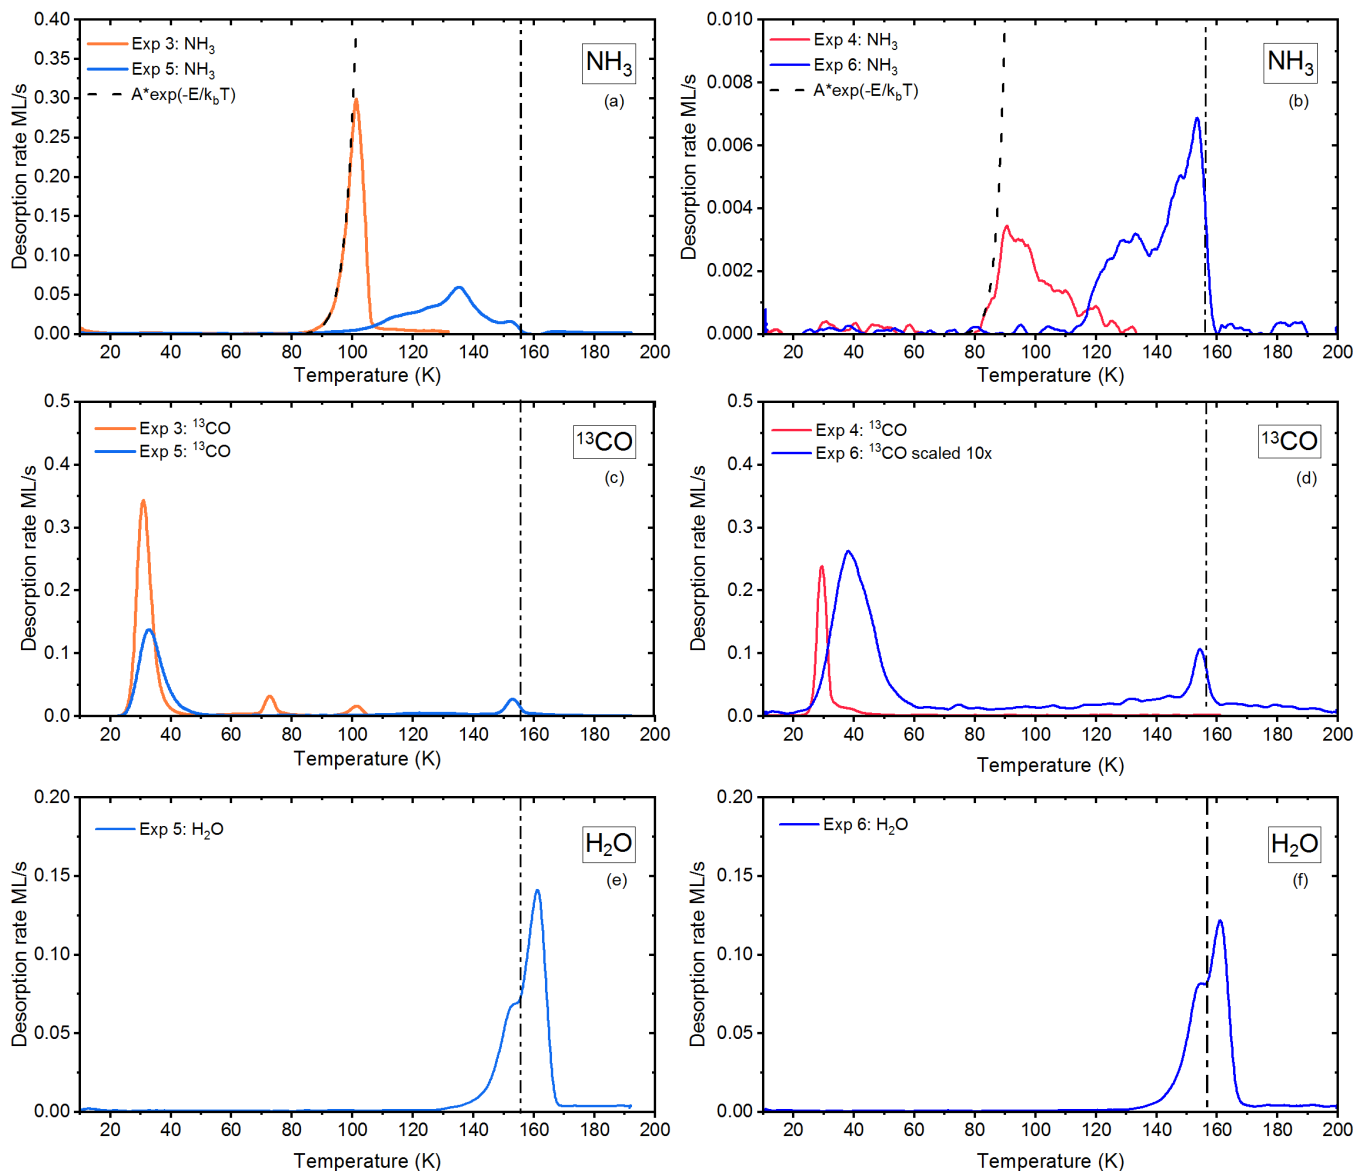 0.40
0.35
0.30
0.25
0.20
0.15
0.10
0.05
0.00
Desorption rate ML/s
Exp 3: NH₃
Exp 5: NH₃
A*exp(-E/k_bT)
NH₃
(a)
20 40 60 80 100 120 140 160 180 200
Temperature (K)
0.010
0.008
0.006
0.004
0.002
0.000
Desorption rate ML/s
Exp 4: NH₃
Exp 6: NH₃
A*exp(-E/k_bT)
NH₃
(b)
20 40 60 80 100 120 140 160 180 200
Temperature (K)
0.5
0.4
0.3
0.2
0.1
0.0
Desorption rate ML/s
Exp 3: ¹³CO
Exp 5: ¹³CO
¹³CO
(c)
20 40 60 80 100 120 140 160 180 200
Temperature (K)
0.5
0.4
0.3
0.2
0.1
0.0
Desorption rate ML/s
Exp 4: ¹³CO
Exp 6: ¹³CO scaled 10x
¹³CO
(d)
20 40 60 80 100 120 140 160 180 200
Temperature (K)
0.20
0.15
0.10
0.05
0.00
Desorption rate ML/s
Exp 5: H₂O
H₂O
(e)
20 40 60 80 100 120 140 160 180 200
Temperature (K)
0.20
0.15
0.10
0.05
0.00
Desorption rate ML/s
Exp 6: H₂O
H₂O
(f)
20 40 60 80 100 120 140 160 180 200
Temperature (K)